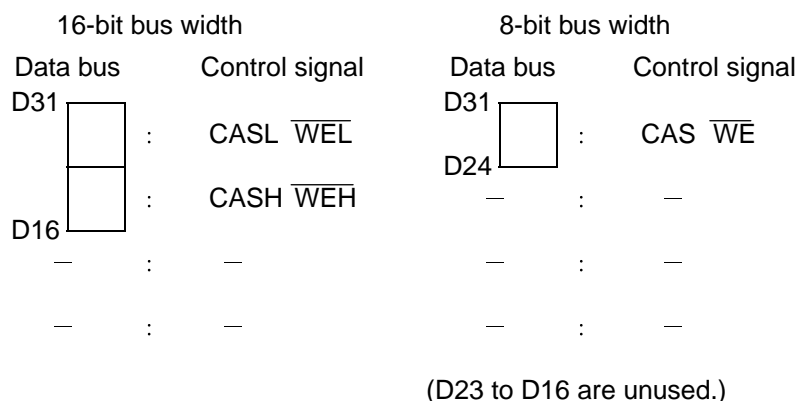 16-bit bus width 8-bit bus width
Data bus Control signal Data bus Control signal
D31 D31
: CASL WEL : CAS WE
D24
: CASH WEH — : —
D16
— : — — : —
— : — — : —
(D23 to D16 are unused.)